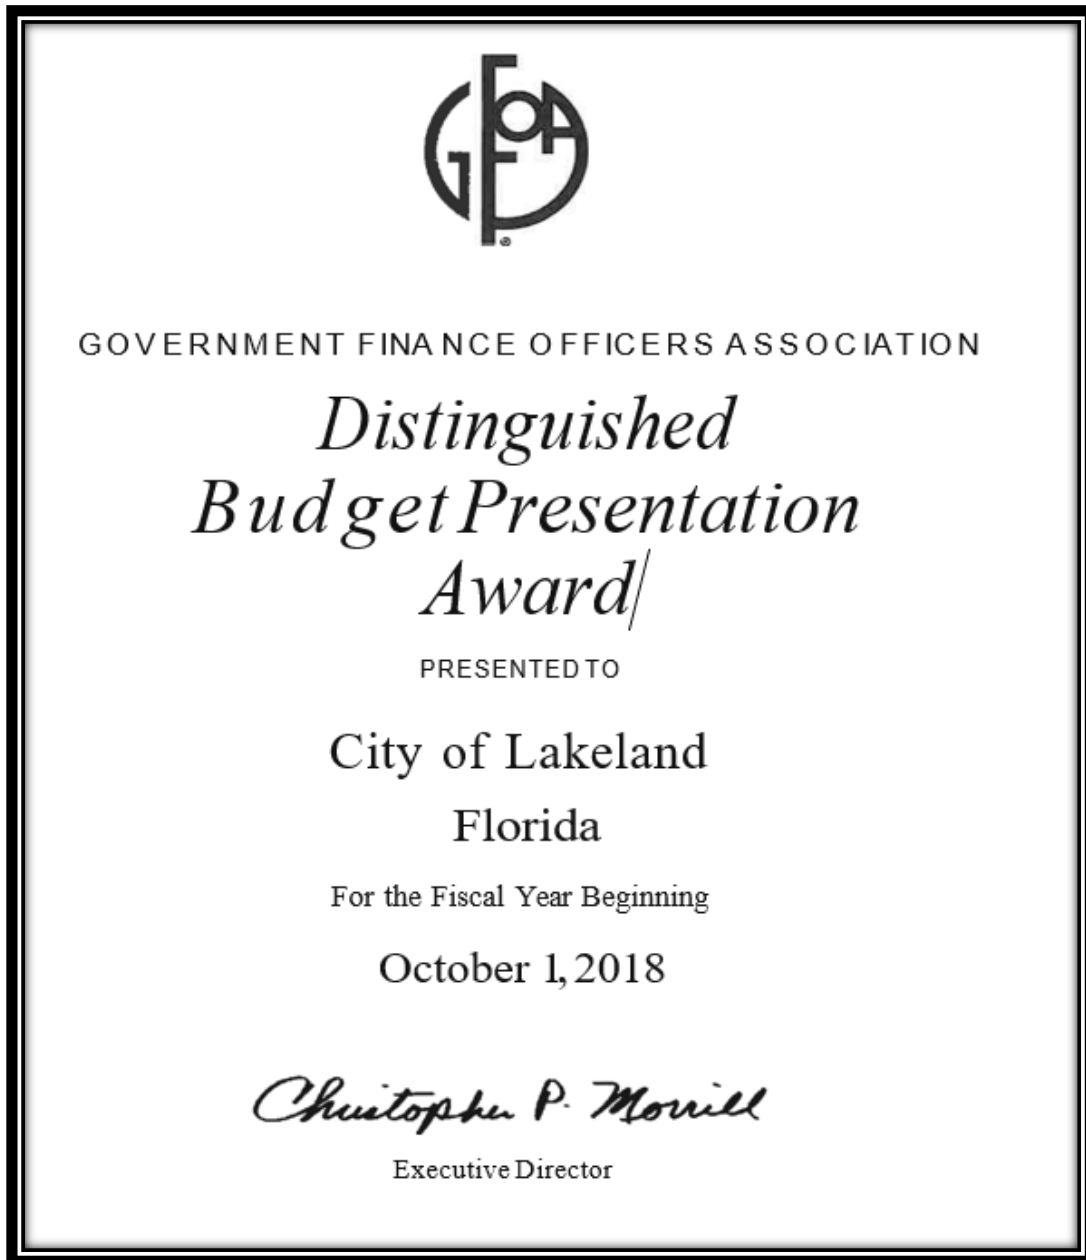 GFOA
GOVERNMENT FINANCE OFFICERS ASSOCIATION
Distinguished
Budget Presentation
Award
PRESENTED TO
City of Lakeland
Florida
For the Fiscal Year Beginning
October 1, 2018
Christopher P. Morrill
Executive Director